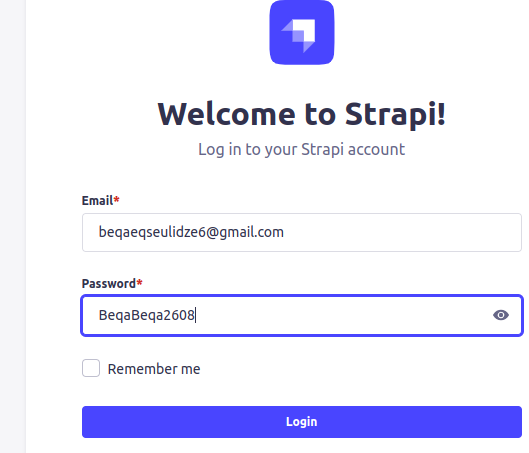 Welcome to Strapi!
Log in to your Strapi account
Email*
beqaeqseulidze6@gmail.com
Password*
BeqaBeqa2608
Remember me
Login